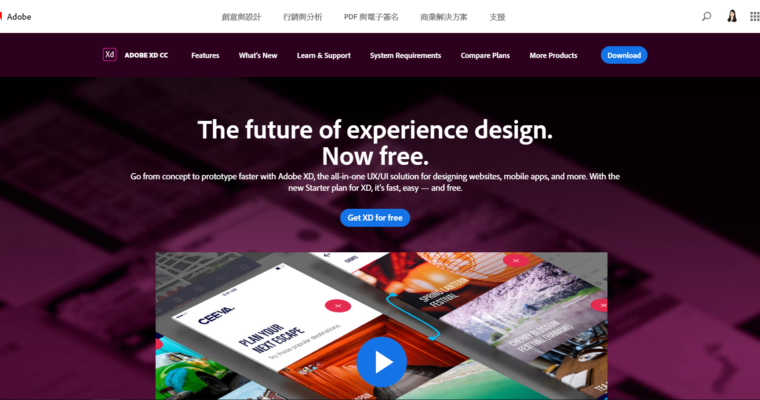 Adobe
創意與設計
行銷與分析
PDF 與電子簽名
商業解決方案
支援
Xd
ADOBE XD CC
Features
What's New
Learn & Support
System Requirements
Compare Plans
More Products
Download
The future of experience design.
Now free.
Go from concept to prototype faster with Adobe XD, the all-in-one UX/UI solution for designing websites, mobile apps, and more. With the
new Starter plan for XD, it's fast, easy — and free.
Get XD for free
CEEVA
PLAN YOUR
NEXT ESCAPE
Try these popular destinations
EVENTS
SPRING LANTERN
FESTIVAL
CHERRY BLOSSOM
FESTIVAL